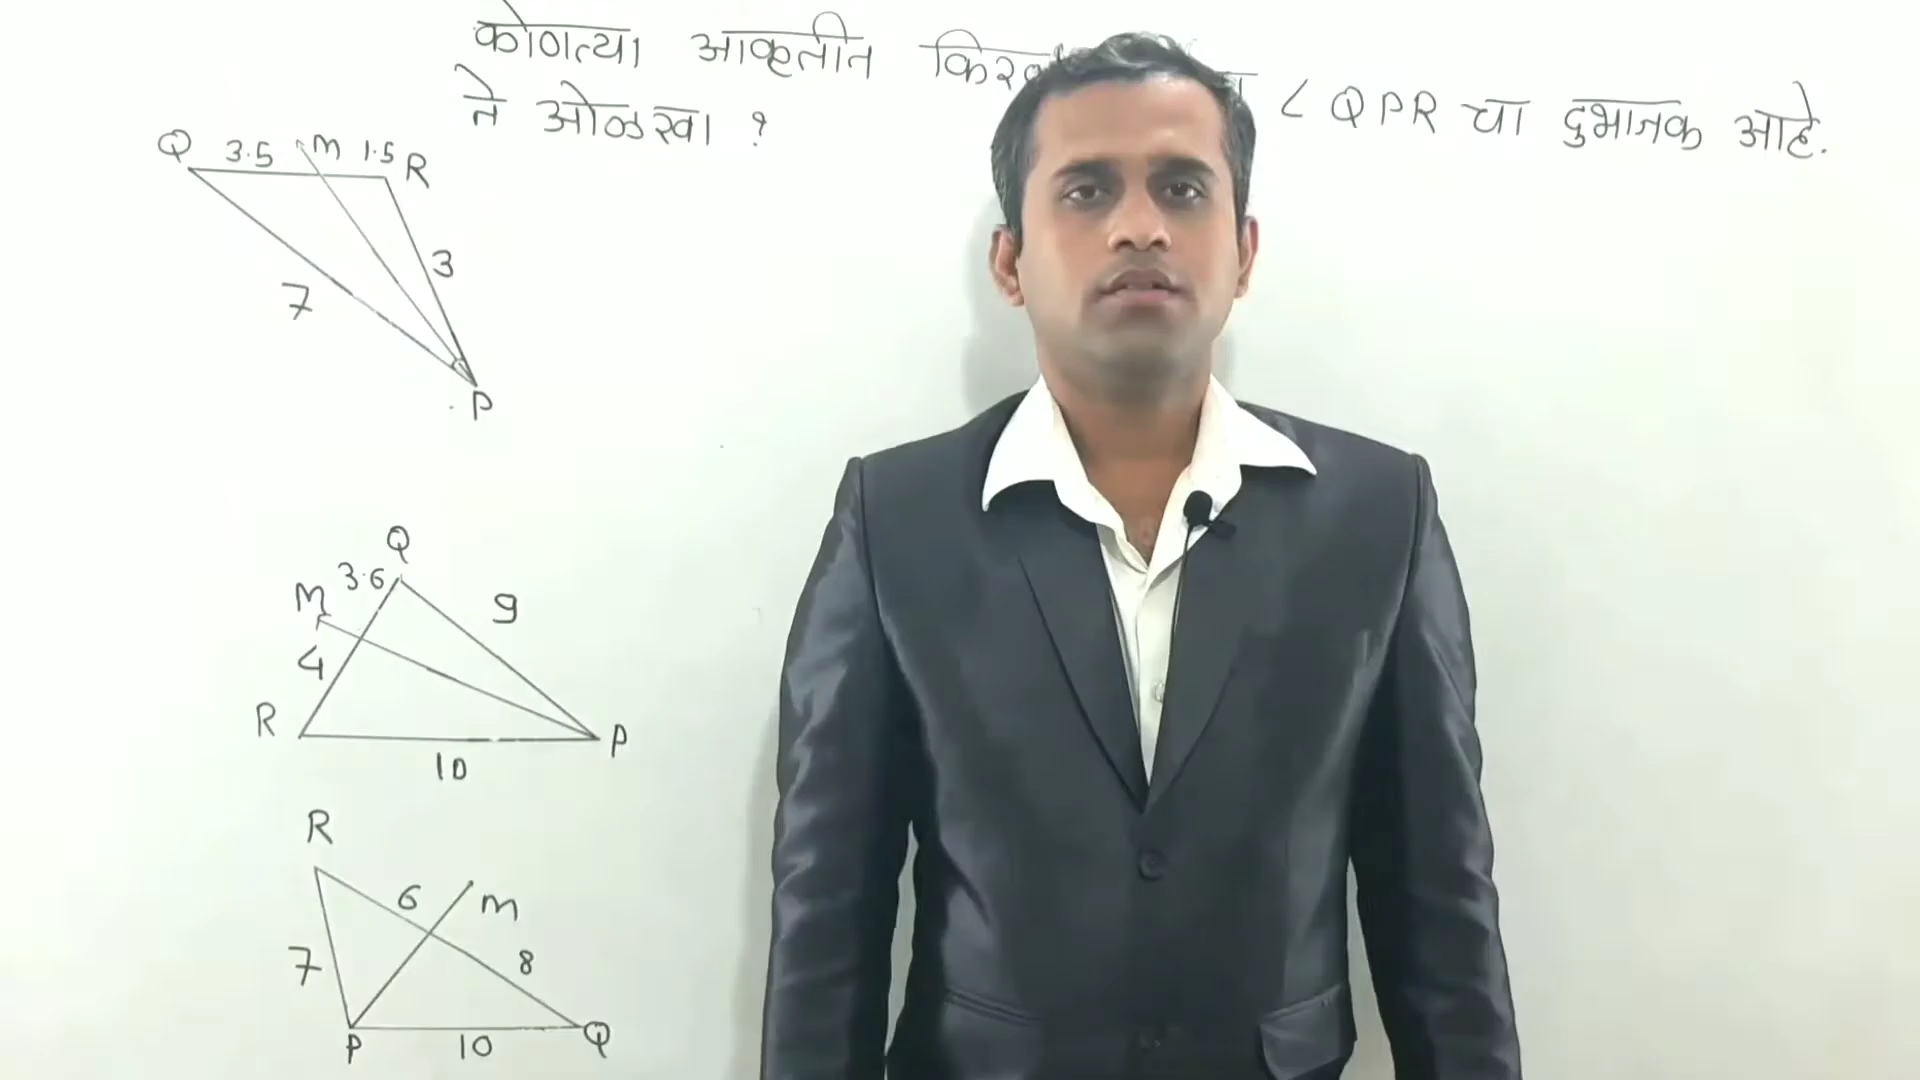 कोणत्या आकृतीत ∠QPR चा दुभाजक आहे.
ते ओळखा ?
Q 3.5 M 1.5 R
3
7
P
Q
M 3.6 9
4
R P
10
R
6 M
7 8
P 10 Q